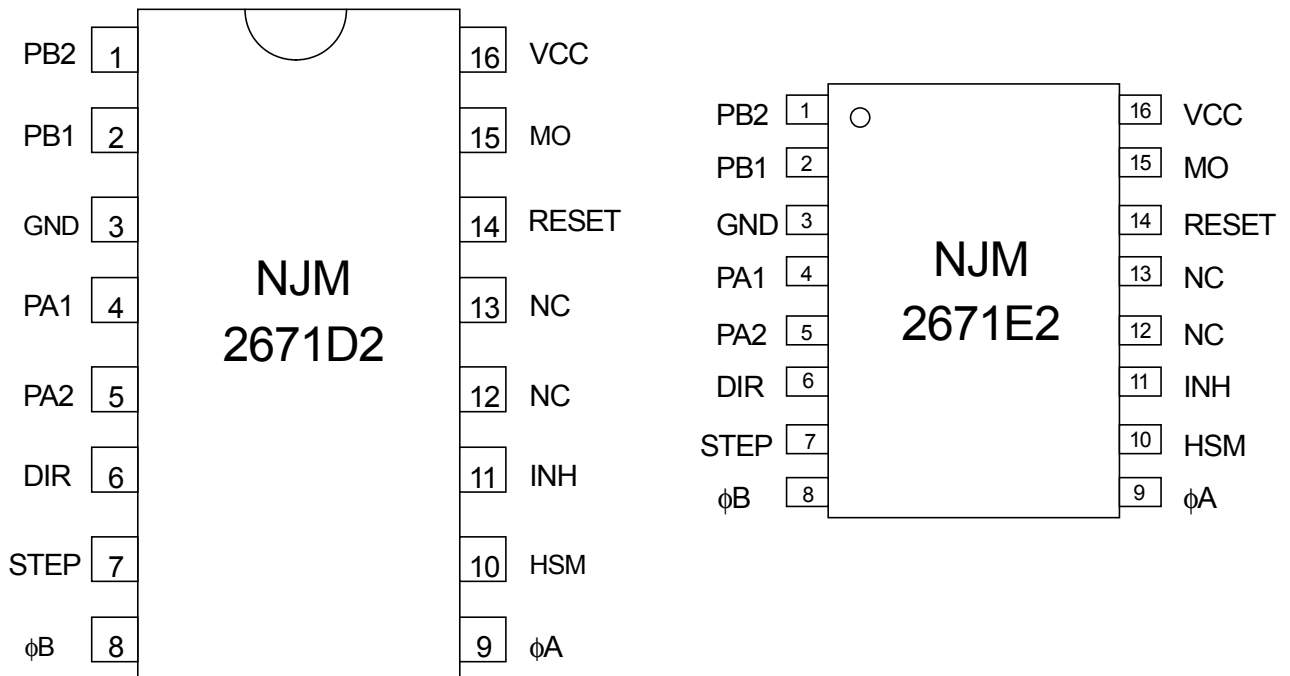 PB2 1 16 VCC
PB1 2 15 MO
GND 3 14 RESET
PA1 4 13 NC
PA2 5 12 NC
DIR 6 11 INH
STEP 7 10 HSM
ϕB 8 9 ϕA
NJM
2671D2
PB2 1 16 VCC
PB1 2 15 MO
GND 3 14 RESET
PA1 4 13 NC
PA2 5 12 NC
DIR 6 11 INH
STEP 7 10 HSM
ϕB 8 9 ϕA
NJM
2671E2